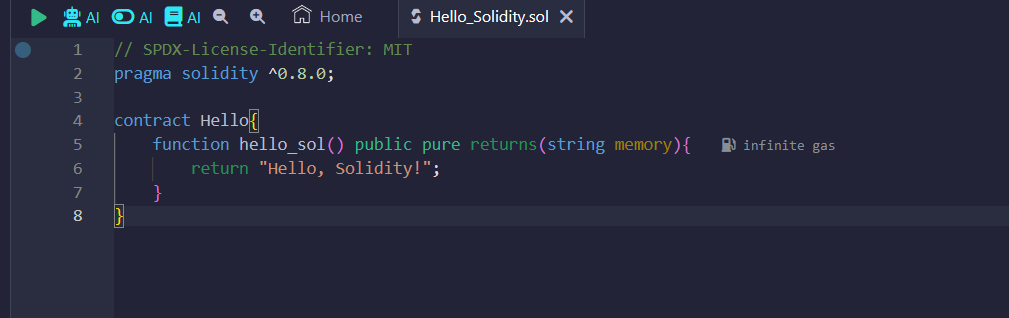 AI AI AI Home Hello_Solidity.sol
1 // SPDX-License-Identifier: MIT
2 pragma solidity ^0.8.0;
3
4 contract Hello{
5 function hello_sol() public pure returns(string memory){ infinite gas
6 return "Hello, Solidity!";
7 }
8 }